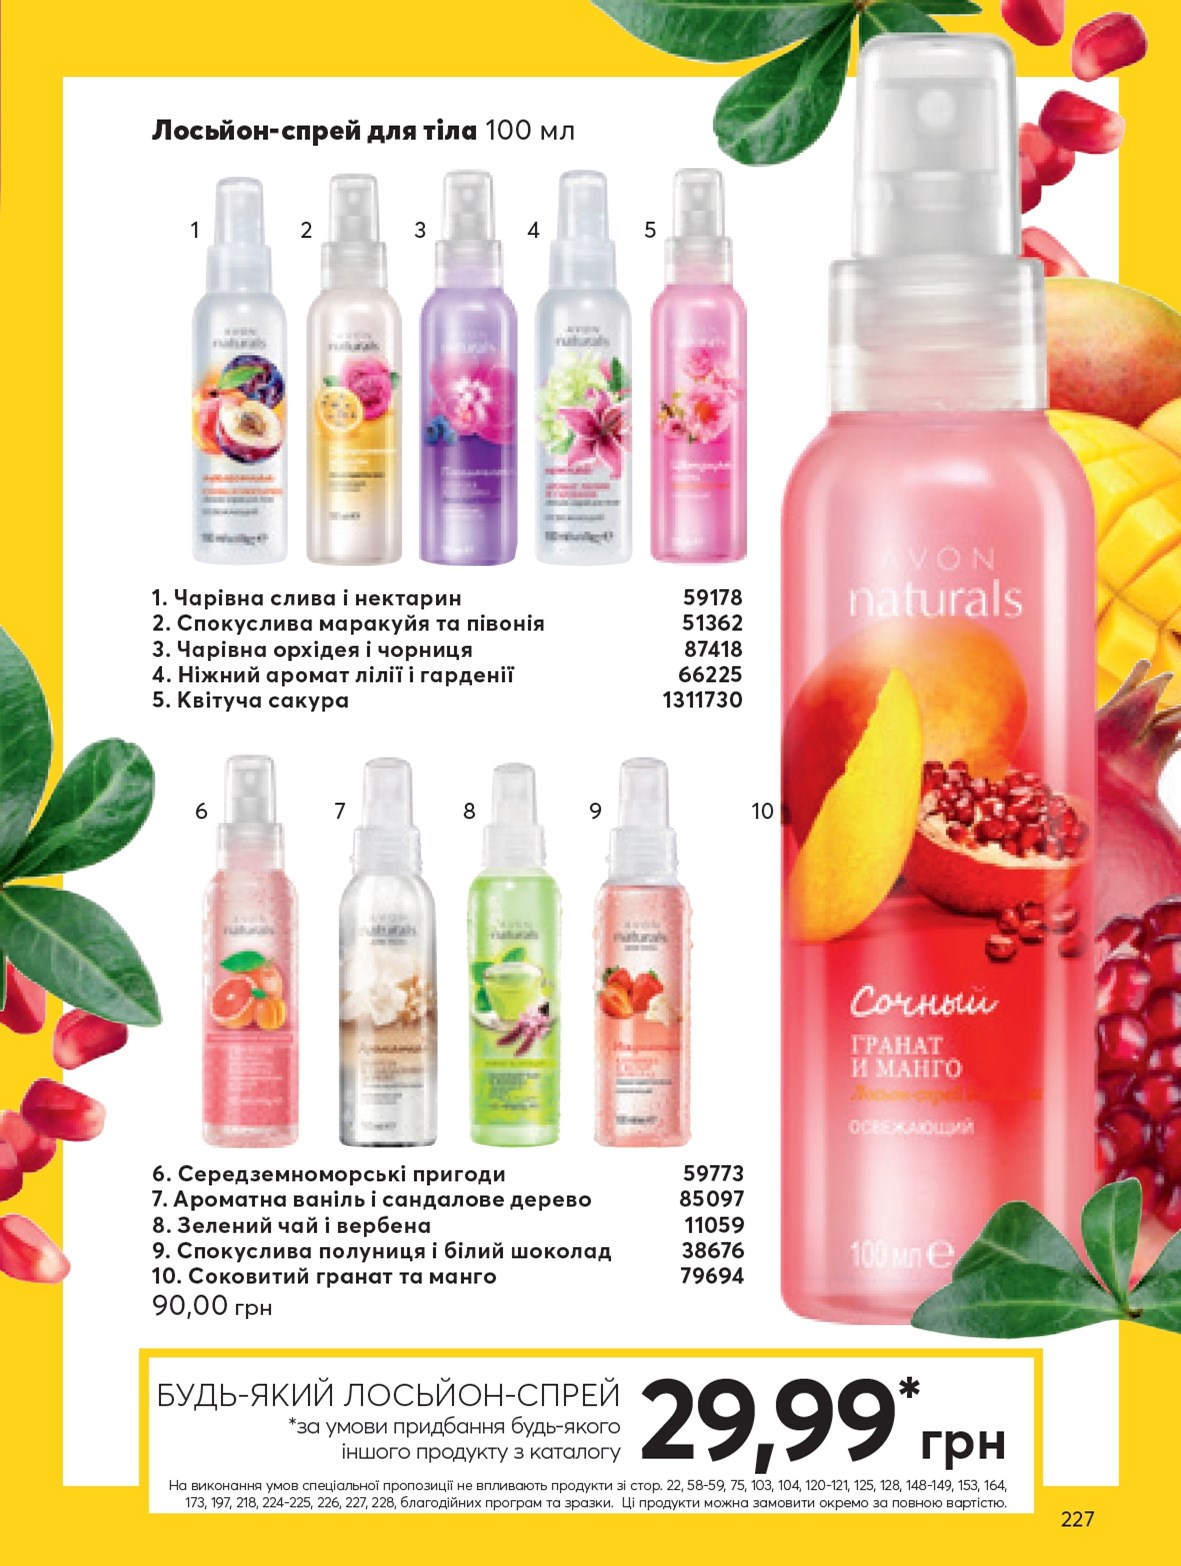 Лосьйон-спрей для тіла 100 мл
1
2
3
4
5
AVON
naturals
1. Чарівна слива і нектарин 59178
2. Спокуслива маракуйя та півонія 51362
3. Чарівна орхідея і чорниця 87418
4. Ніжний аромат лілії і гарденії 66225
5. Квітуча сакура 1311730
6
7
8
9
10
Сочный
ГРАНАТ
И МАНГО
ОСВЕЖАЮЩИЙ
100 мл e
6. Середземноморські пригоди 59773
7. Ароматна ваніль і сандалове дерево 85097
8. Зелений чай і вербена 11059
9. Спокуслива полуниця і білий шоколад 38676
10. Соковитий гранат та манго 79694
90,00 грн
БУДЬ-ЯКИЙ ЛОСЬЙОН-СПРЕЙ
*за умови придбання будь-якого
іншого продукту з каталогу
29,99* грн
На виконання умов спеціальної пропозиції не впливають продукти зі стор. 22, 58-59, 75, 103, 104, 120-121, 125, 128, 148-149, 153, 164,
173, 197, 218, 224-225, 226, 227, 228, благодійних програм та зразки. Ці продукти можна замовити окремо за повною вартістю.
227